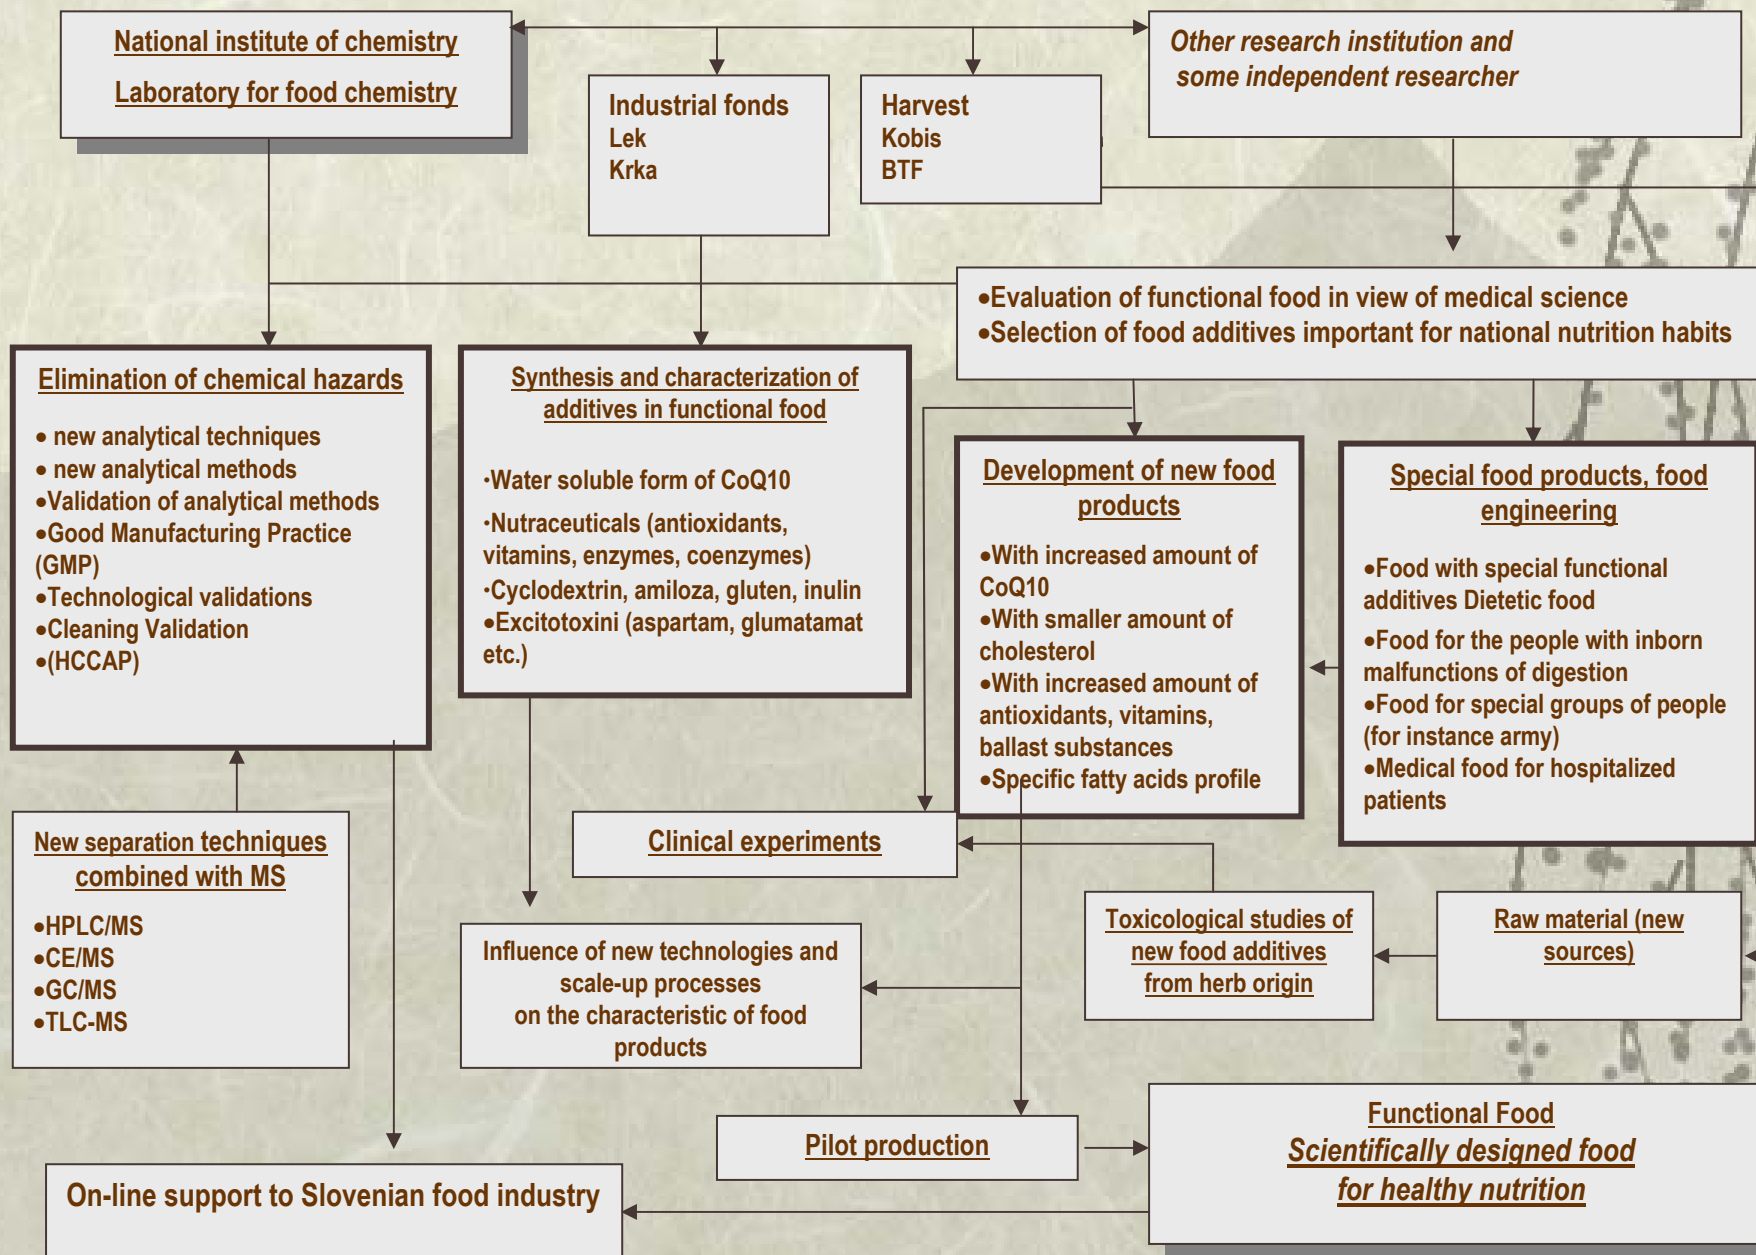 National institute of chemistry
Laboratory for food chemistry
Industrial fonds
Lek
Krka
Harvest
Kobis
BTF
Other research institution and
some independent researcher
•Evaluation of functional food in view of medical science
•Selection of food additives important for national nutrition habits
Elimination of chemical hazards
• new analytical techniques
• new analytical methods
•Validation of analytical methods
•Good Manufacturing Practice
(GMP)
•Technological validations
•Cleaning Validation
•(HCCAP)
Synthesis and characterization of
additives in functional food
·Water soluble form of CoQ10
·Nutraceuticals (antioxidants,
vitamins, enzymes, coenzymes)
·Cyclodextrin, amiloza, gluten, inulin
•Excitotoxini (aspartam, glumatamat
etc.)
Development of new food
products
•With increased amount of
CoQ10
•With smaller amount of
cholesterol
•With increased amount of
antioxidants, vitamins,
ballast substances
•Specific fatty acids profile
Special food products, food
engineering
•Food with special functional
additives Dietetic food
•Food for the people with inborn
malfunctions of digestion
•Food for special groups of people
(for instance army)
•Medical food for hospitalized
patients
New separation techniques
combined with MS
•HPLC/MS
•CE/MS
•GC/MS
•TLC-MS
Clinical experiments
Influence of new technologies and
scale-up processes
on the characteristic of food
products
Toxicological studies of
new food additives
from herb origin
Raw material (new
sources)
Pilot production
Functional Food
Scientifically designed food
for healthy nutrition
On-line support to Slovenian food industry